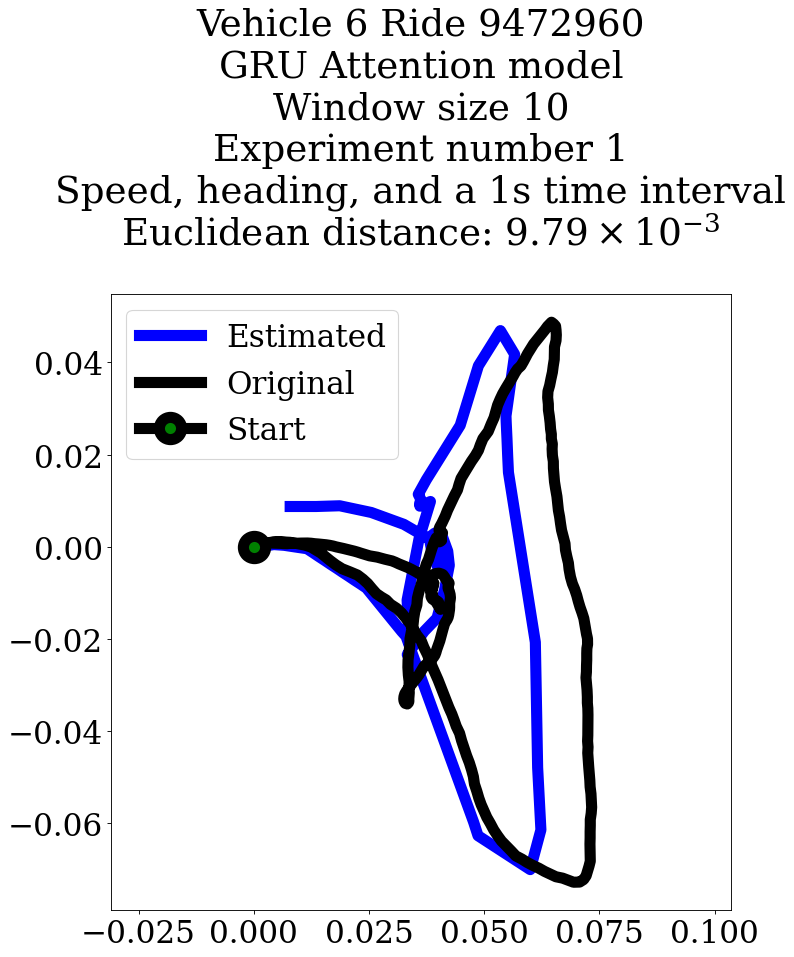 Vehicle 6 Ride 9472960
GRU Attention model
Window size 10
Experiment number 1
Speed, heading, and a 1s time interval
Euclidean distance: 9.79 × 10⁻³
Estimated
Original
Start
0.04
0.02
0.00
−0.02
−0.04
−0.06
−0.025 0.000 0.025 0.050 0.075 0.100